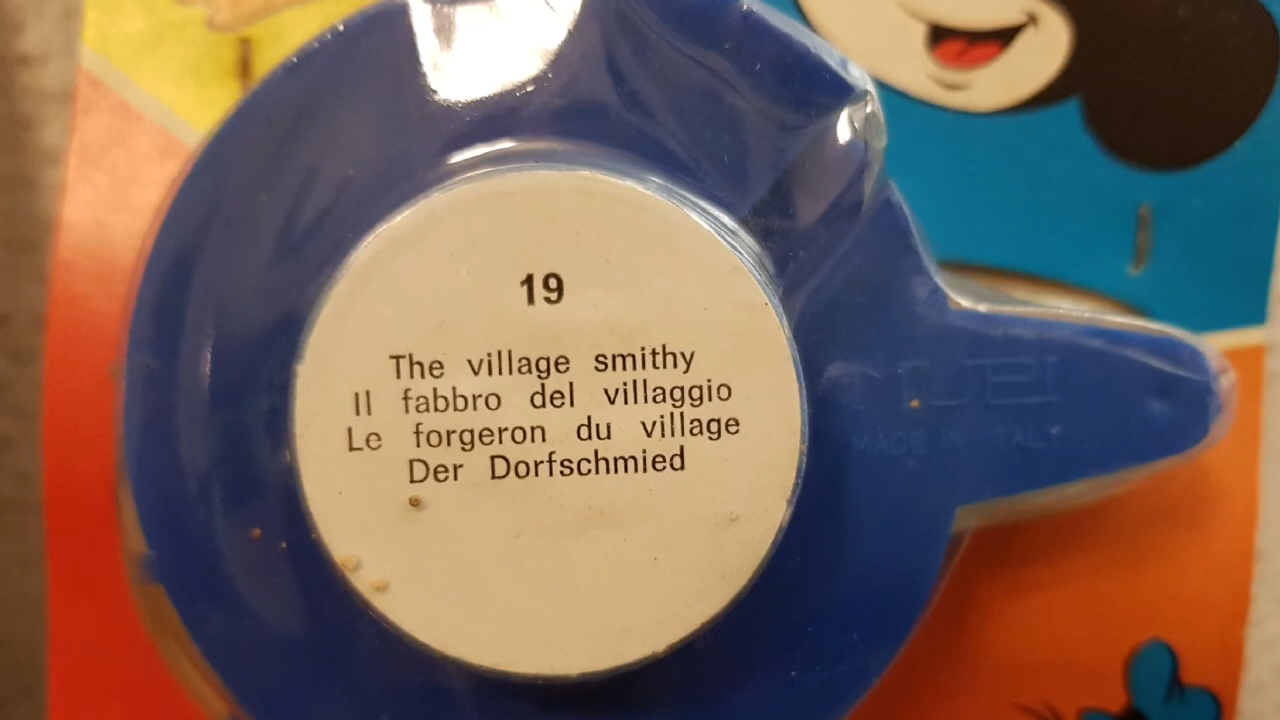 19
The village smithy
Il fabbro del villaggio
Le forgeron du village
Der Dorfschmied
MADE IN ITALY